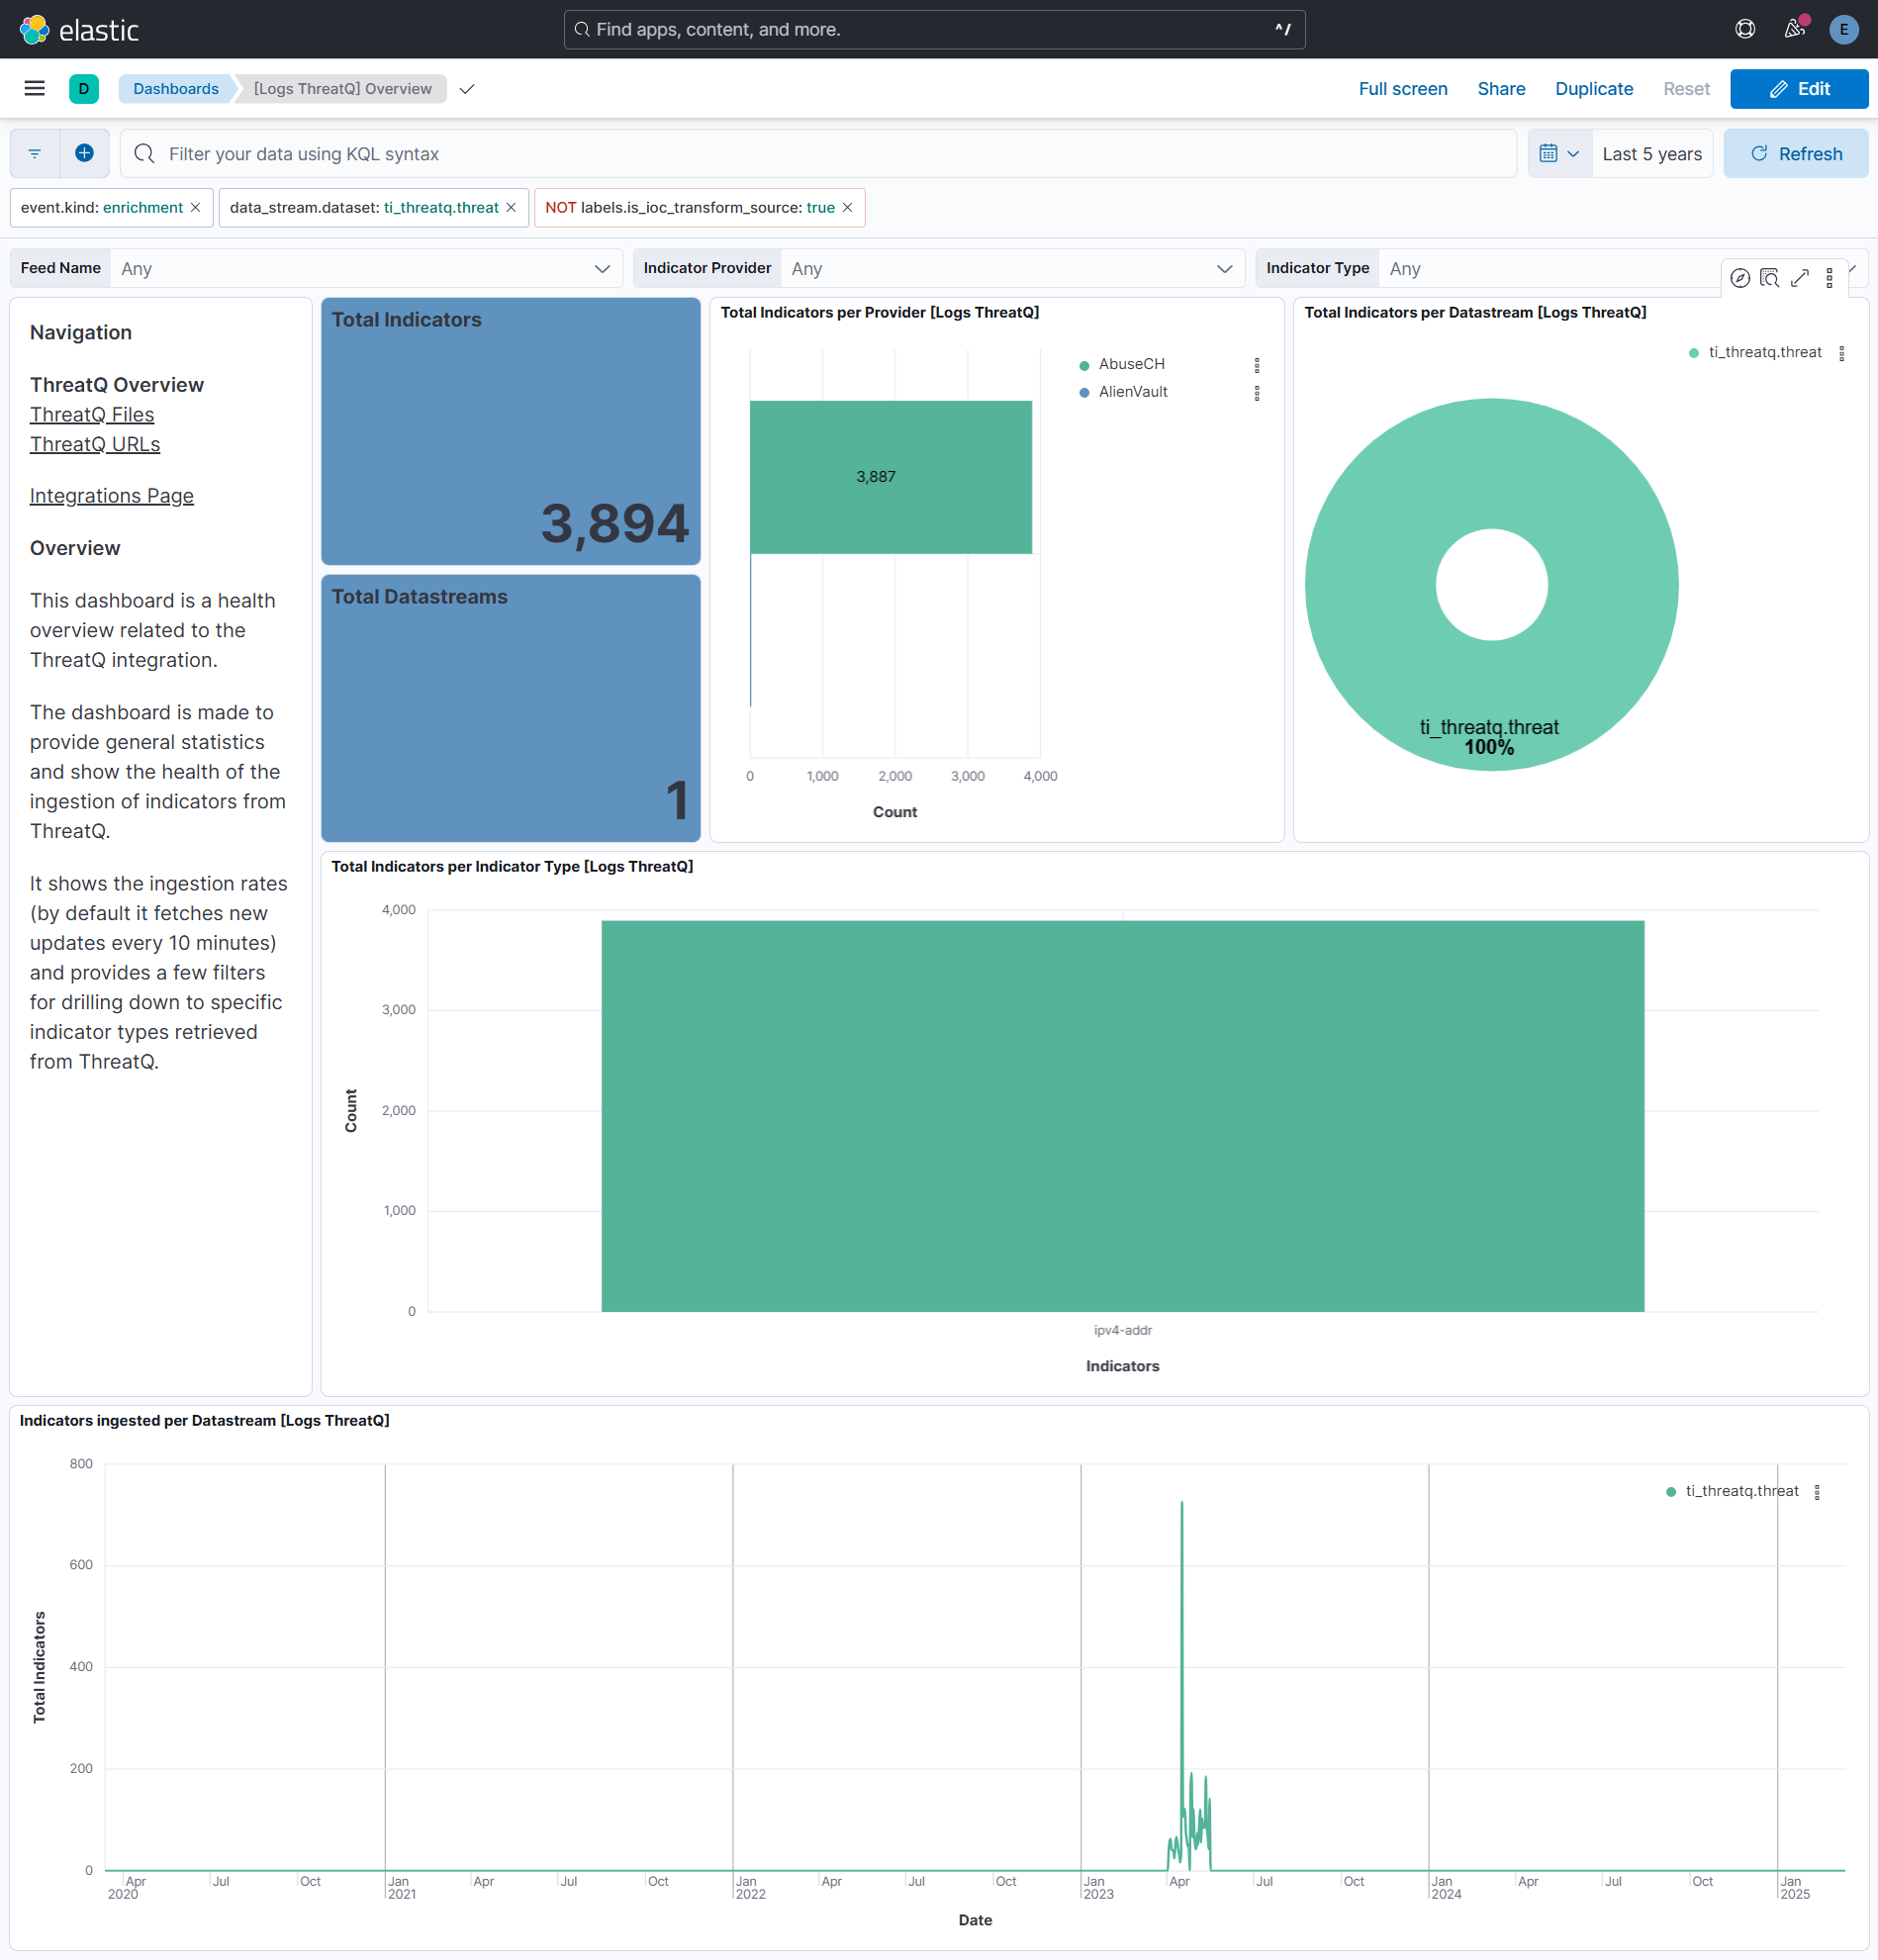 elastic
Find apps, content, and more.
^/
E
D
Dashboards
[Logs ThreatQ] Overview
Full screen
Share
Duplicate
Reset
Edit
Filter your data using KQL syntax
Last 5 years
Refresh
event.kind: enrichment
data_stream.dataset: ti_threatq.threat
NOT labels.is_ioc_transform_source: true
Feed Name
Any
Indicator Provider
Any
Indicator Type
Any
Navigation
ThreatQ Overview
ThreatQ Files
ThreatQ URLs
Integrations Page
Overview
This dashboard is a health
overview related to the
ThreatQ integration.
The dashboard is made to
provide general statistics
and show the health of the
ingestion of indicators from
ThreatQ.
It shows the ingestion rates
(by default it fetches new
updates every 10 minutes)
and provides a few filters
for drilling down to specific
indicator types retrieved
from ThreatQ.
Total Indicators
3,894
Total Datastreams
1
Total Indicators per Provider [Logs ThreatQ]
AbuseCH
AlienVault
3,887
0 1,000 2,000 3,000 4,000
Count
Total Indicators per Datastream [Logs ThreatQ]
ti_threatq.threat
ti_threatq.threat
100%
Total Indicators per Indicator Type [Logs ThreatQ]
4,000
3,000
2,000
1,000
0
Count
ipv4-addr
Indicators
Indicators ingested per Datastream [Logs ThreatQ]
800
600
400
200
0
Total Indicators
ti_threatq.threat
Apr Jul Oct Jan Apr Jul Oct Jan Apr Jul Oct Jan Apr Jul Oct Jan Apr Jul Oct Jan
2020 2021 2022 2023 2024 2025
Date